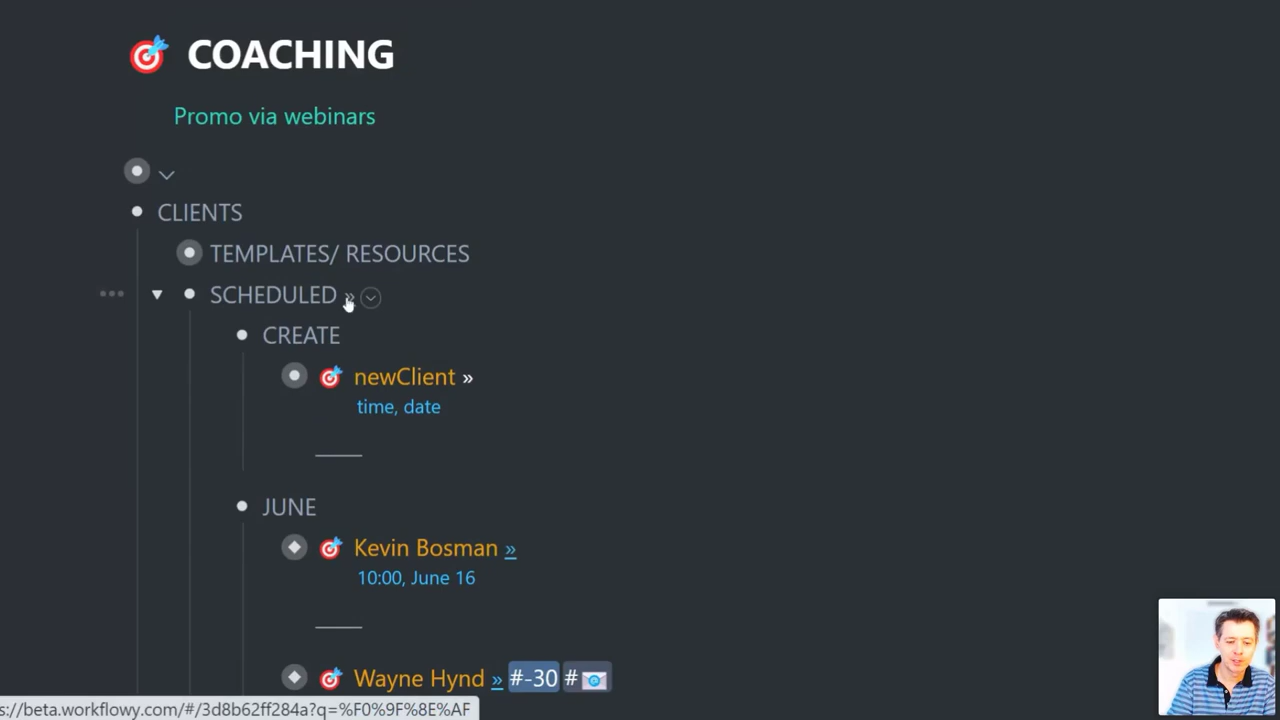 🎯 COACHING
Promo via webinars
CLIENTS
TEMPLATES/ RESOURCES
SCHEDULED »
CREATE
🎯 newClient »
time, date
JUNE
🎯 Kevin Bosman »
10:00, June 16
🎯 Wayne Hynd » #-30 #📧
s://beta.workflowy.com/#/3d8b62ff284a?q=%F0%9F%8E%AF